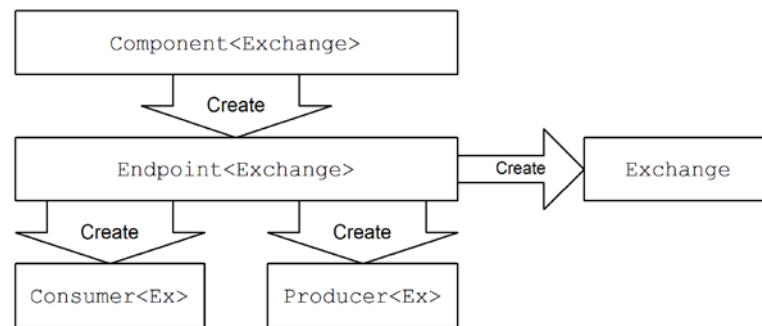 Component<Exchange>
Create
Endpoint<Exchange>
Create
Exchange
Create
Create
Consumer<Ex>
Producer<Ex>